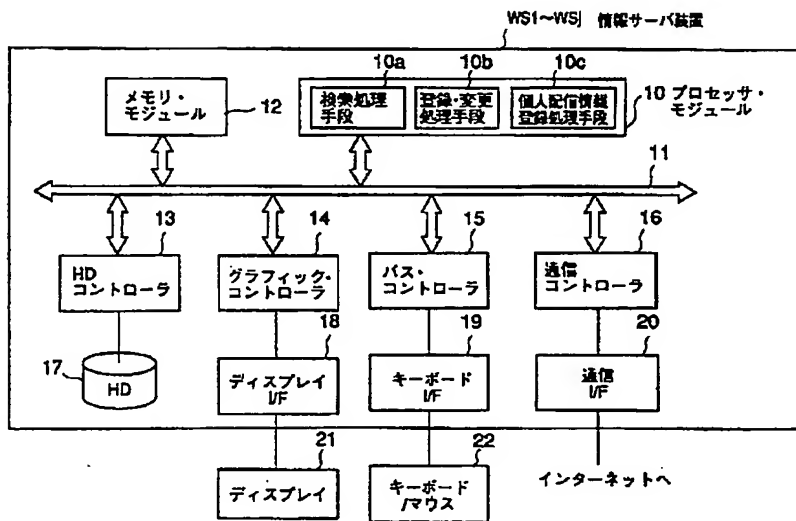 WS1〜WSj 情報サーバ装置
10a
10b
10c
メモリ・
モジュール
12
検索処理
手段
登録・変更
処理手段
個人配信情報
登録処理手段
10 プロセッサ・
モジュール
11
13
14
15
16
HD
コントローラ
グラフィック・
コントローラ
バス・
コントローラ
通信
コントローラ
17
18
19
20
HD
ディスプレイ
I/F
キーボード
I/F
通信
I/F
21
22
ディスプレイ
キーボード
/マウス
インターネットへ